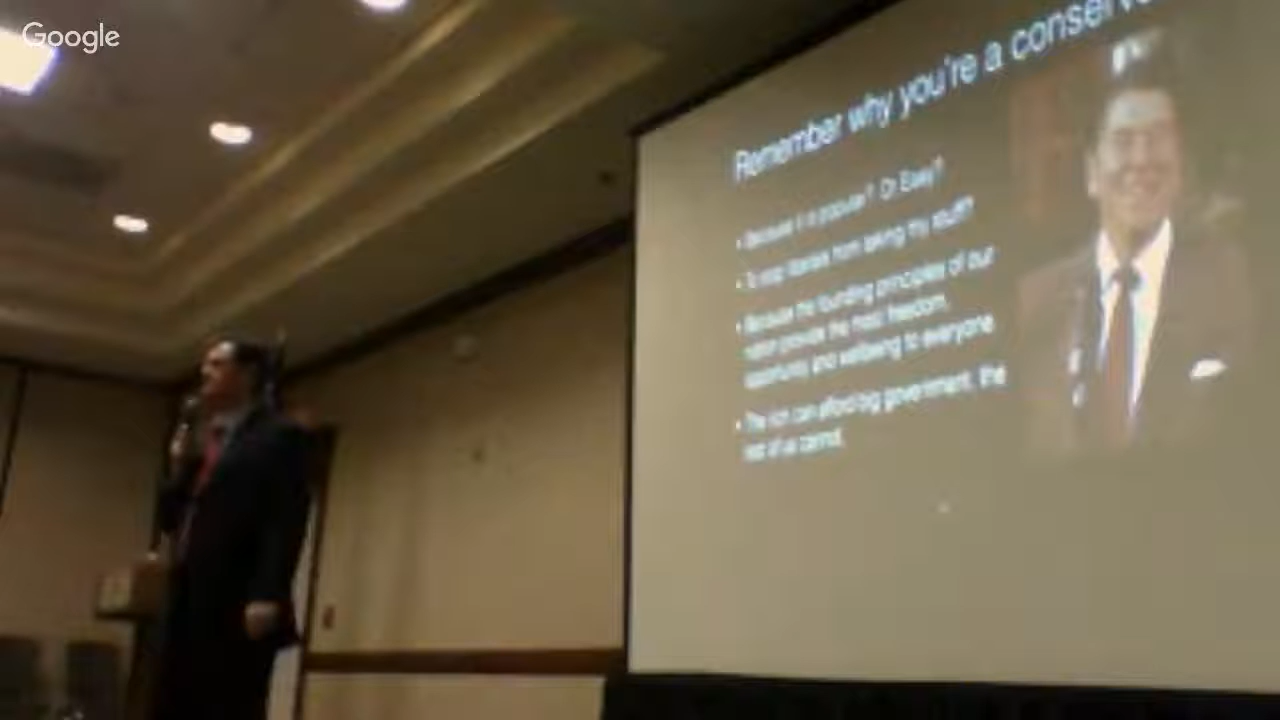 Google
Remember why you're a conserv
• Because it is popular? Or Easy?
• To stop liberals from taking my stuff?
• Because the founding principles of our
nation provide the most freedom,
opportunity and wellbeing to everyone
• The rich can afford big government, the
rest of us cannot.